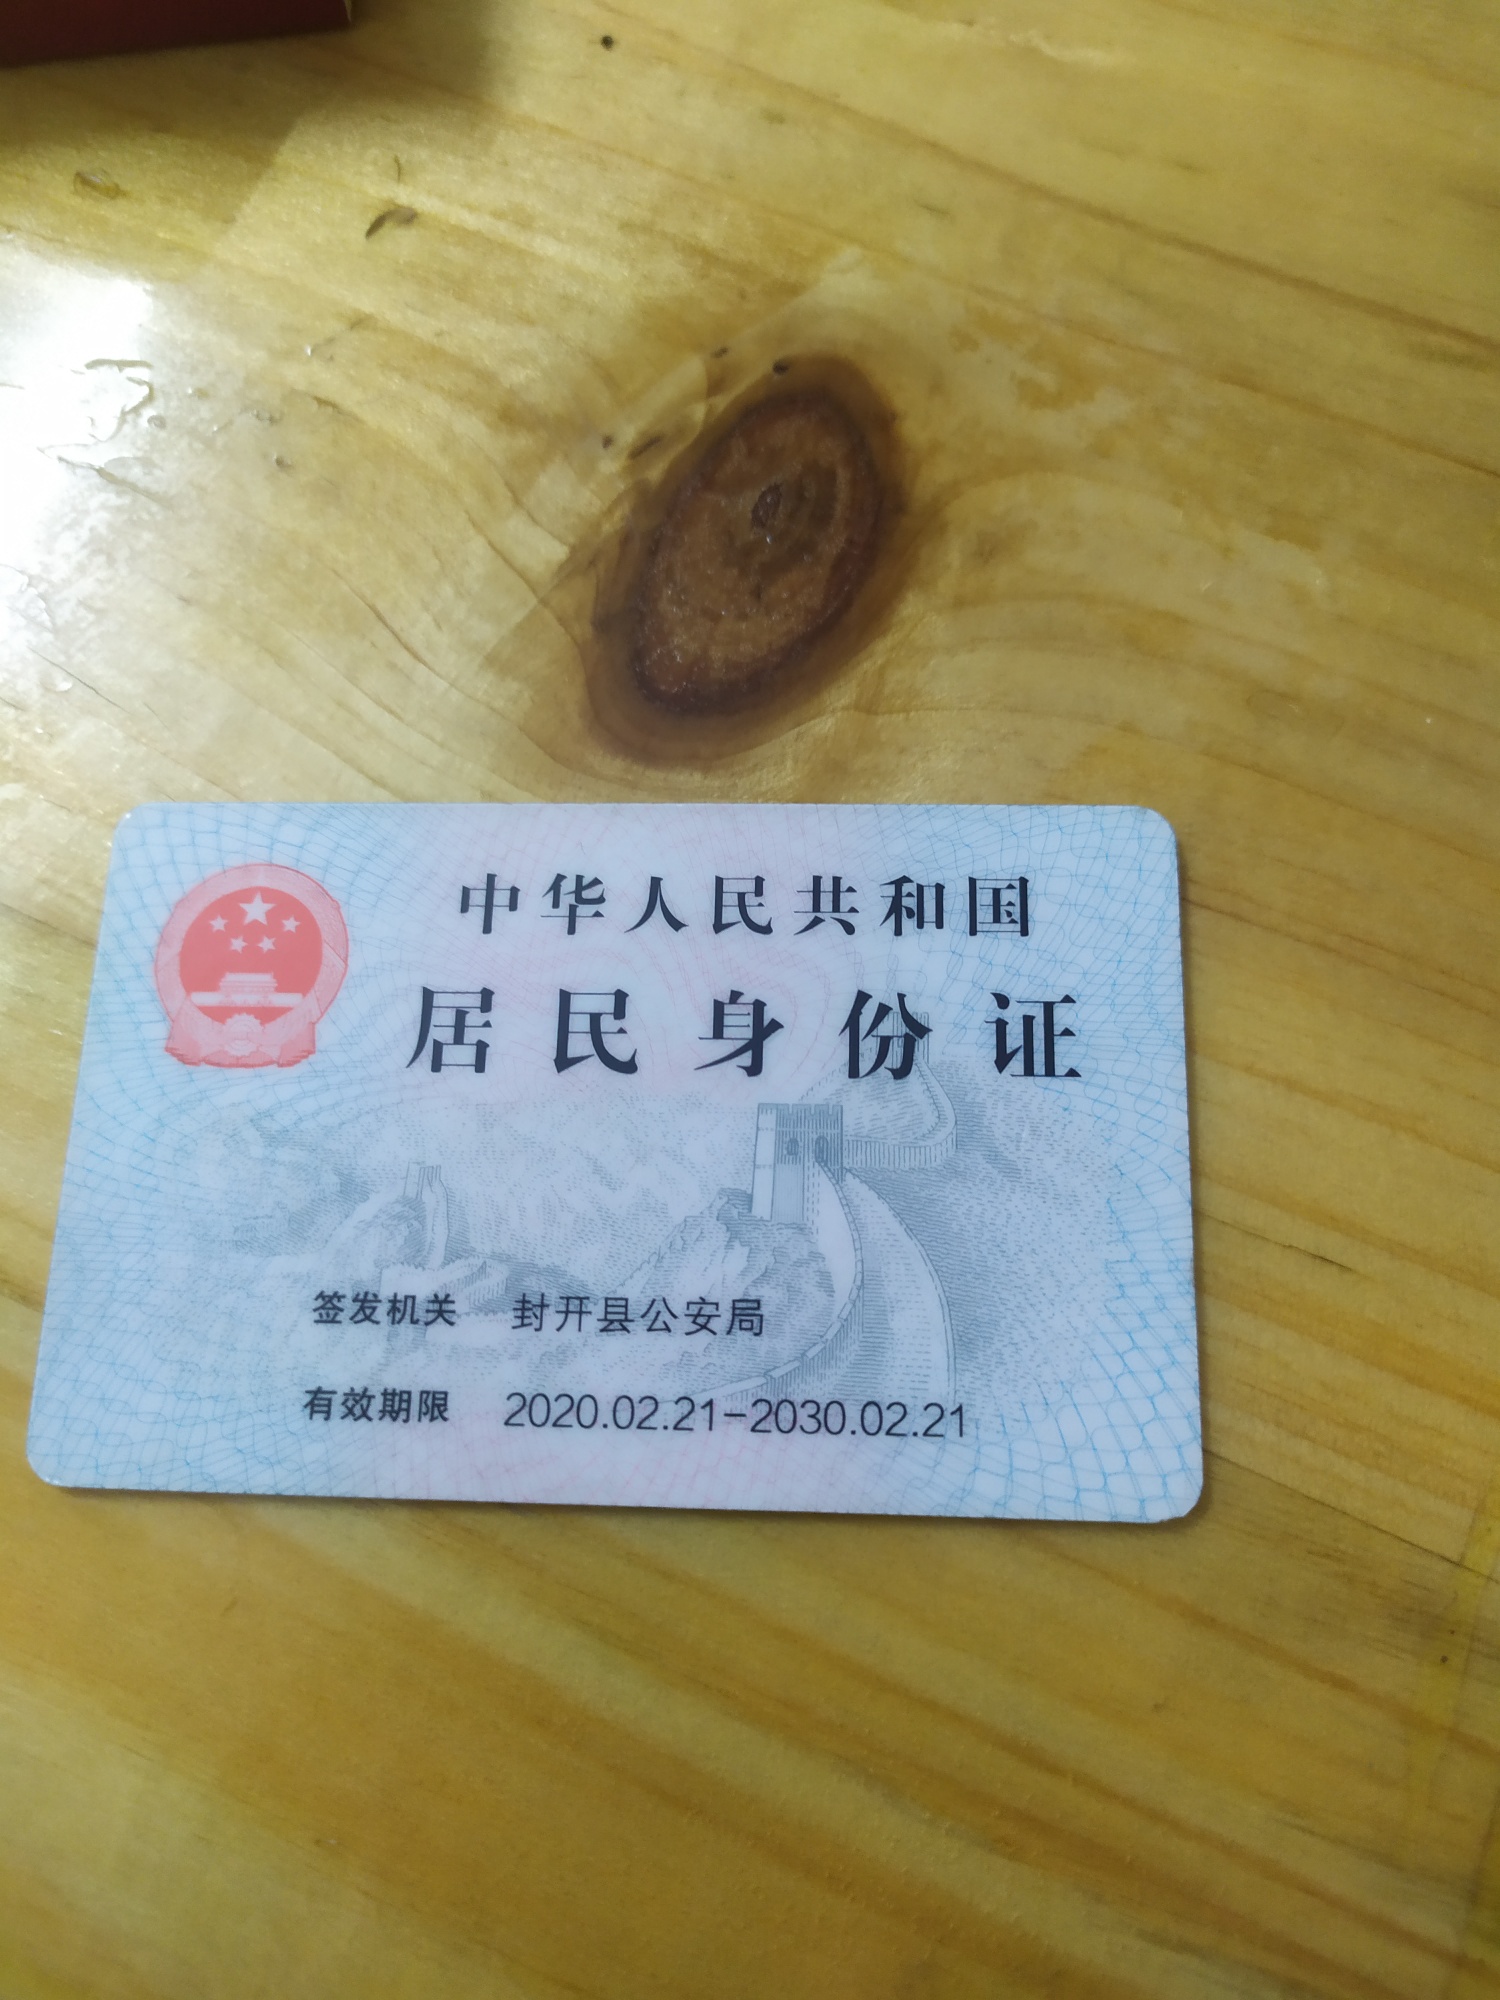 中华人民共和国
居民身份证
签发机关 封开县公安局
有效期限 2020.02.21-2030.02.21